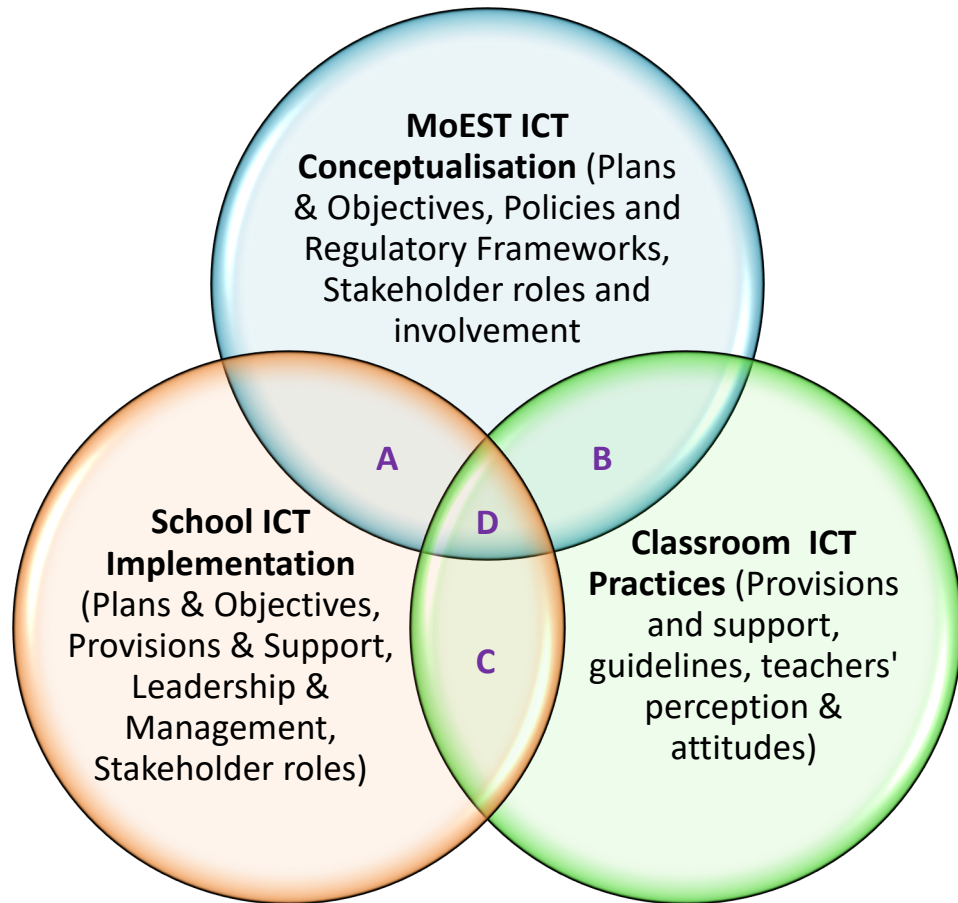 MoEST ICT
Conceptualisation (Plans
& Objectives, Policies and
Regulatory Frameworks,
Stakeholder roles and
involvement
A
B
D
School ICT
Implementation
(Plans & Objectives,
Provisions & Support,
Leadership &
Management,
Stakeholder roles)
C
Classroom ICT
Practices (Provisions
and support,
guidelines, teachers'
perception &
attitudes)